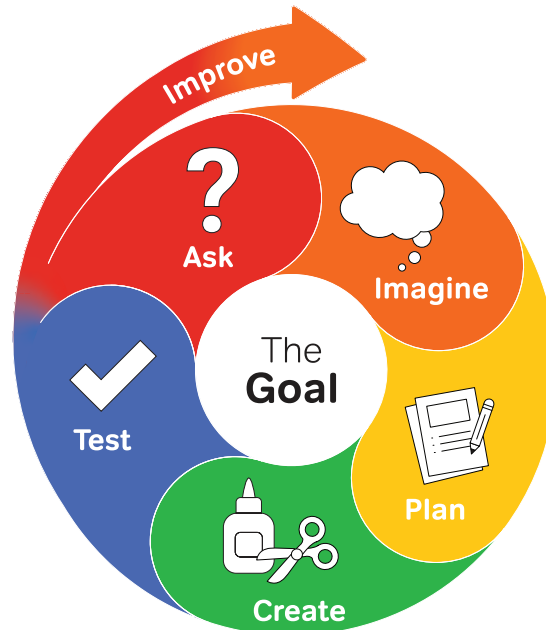 Improve
?
Ask
Imagine
The
Goal
Plan
Test
Create